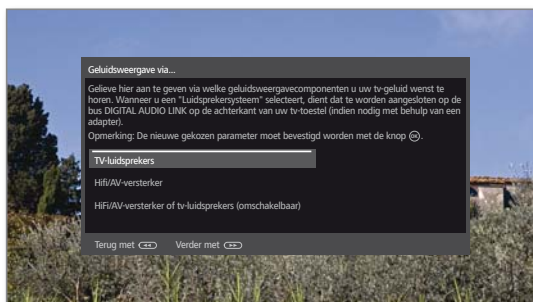 Geluidsweergave via...
Gelieve hier aan te geven via welke geluidsweergavecomponenten u uw tv-geluid wenst te
horen. Wanneer u een "Luidsprekersysteem" selecteert, dient dat te worden aangesloten op de
bus DIGITAL AUDIO LINK op de achterkant van uw tv-toestel (indien nodig met behulp van een
adapter).
Opmerking: De nieuwe gekozen parameter moet bevestigd worden met de knop OK.
TV-luidsprekers
Hifi/AV-versterker
HiFi/AV-versterker of tv-luidsprekers (omschakelbaar)
Terug met Verder met